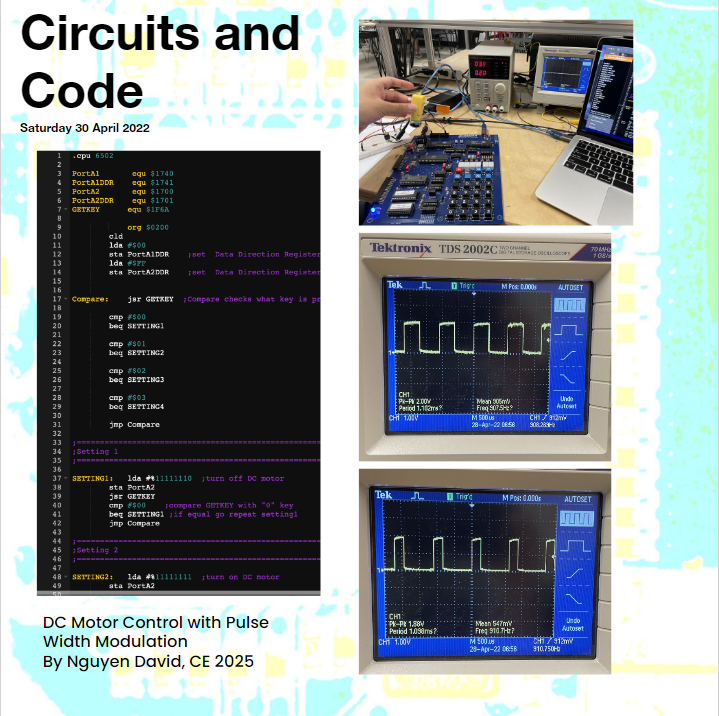 Circuits and
Code
Saturday 30 April 2022
1 .cpu 6502
2
3 PortA1 equ $1740
4 PortA1DDR equ $1741
5 PortA2 equ $1700
6 PortA2DDR equ $1701
7 GETKEY equ $1F6A
8
9 org $0200
10 cld
11 lda #$00
12 sta PortA1DDR ;set Data Direction Register
13 lda #$FF
14 sta PortA2DDR ;set Data Direction Register
15
16
17 Compare: jsr GETKEY ;Compare checks what key is pr
18
19 cmp #$00
20 beq SETTING1
21
22 cmp #$01
23 beq SETTING2
24
25 cmp #$02
26 beq SETTING3
27
28 cmp #$03
29 beq SETTING4
30
31 jmp Compare
32
33 ;=================================================
34 ;Setting 1
35 ;=================================================
36
37 SETTING1: lda #%11111110 ;turn off DC motor
38 sta PortA2
39 jsr GETKEY
40 cmp #$00 ;compare GETKEY with "0" key
41 beq SETTING1 ;if equal go repeat setting1
42 jmp Compare
43
44 ;=================================================
45 ;Setting 2
46 ;=================================================
47
48 SETTING2: lda #%11111111 ;turn on DC motor
49 sta PortA2
50
DC Motor Control with Pulse
Width Modulation
By Nguyen David, CE 2025
Tektronix TDS 2002C TWO CHANNEL
DIGITAL STORAGE OSCILLOSCOPE
70 MHz
1 GS/s
Tek Trig'd M Pos: 0.000s AUTOSET
CH1
Pk-Pk 2.00V Mean 905mV
Period 1.102ms? Freq 907.5Hz?
Undo
Autoset
CH1 1.00V M 500us CH1 / 312mV
28-Apr-22 06:56 908.263Hz
Tek Trig'd M Pos: 0.000s AUTOSET
CH1
Pk-Pk 1.88V Mean 547mV
Period 1.098ms? Freq 910.7Hz?
Undo
Autoset
CH1 1.00V M 500us CH1 / 312mV
28-Apr-22 06:56 910.750Hz